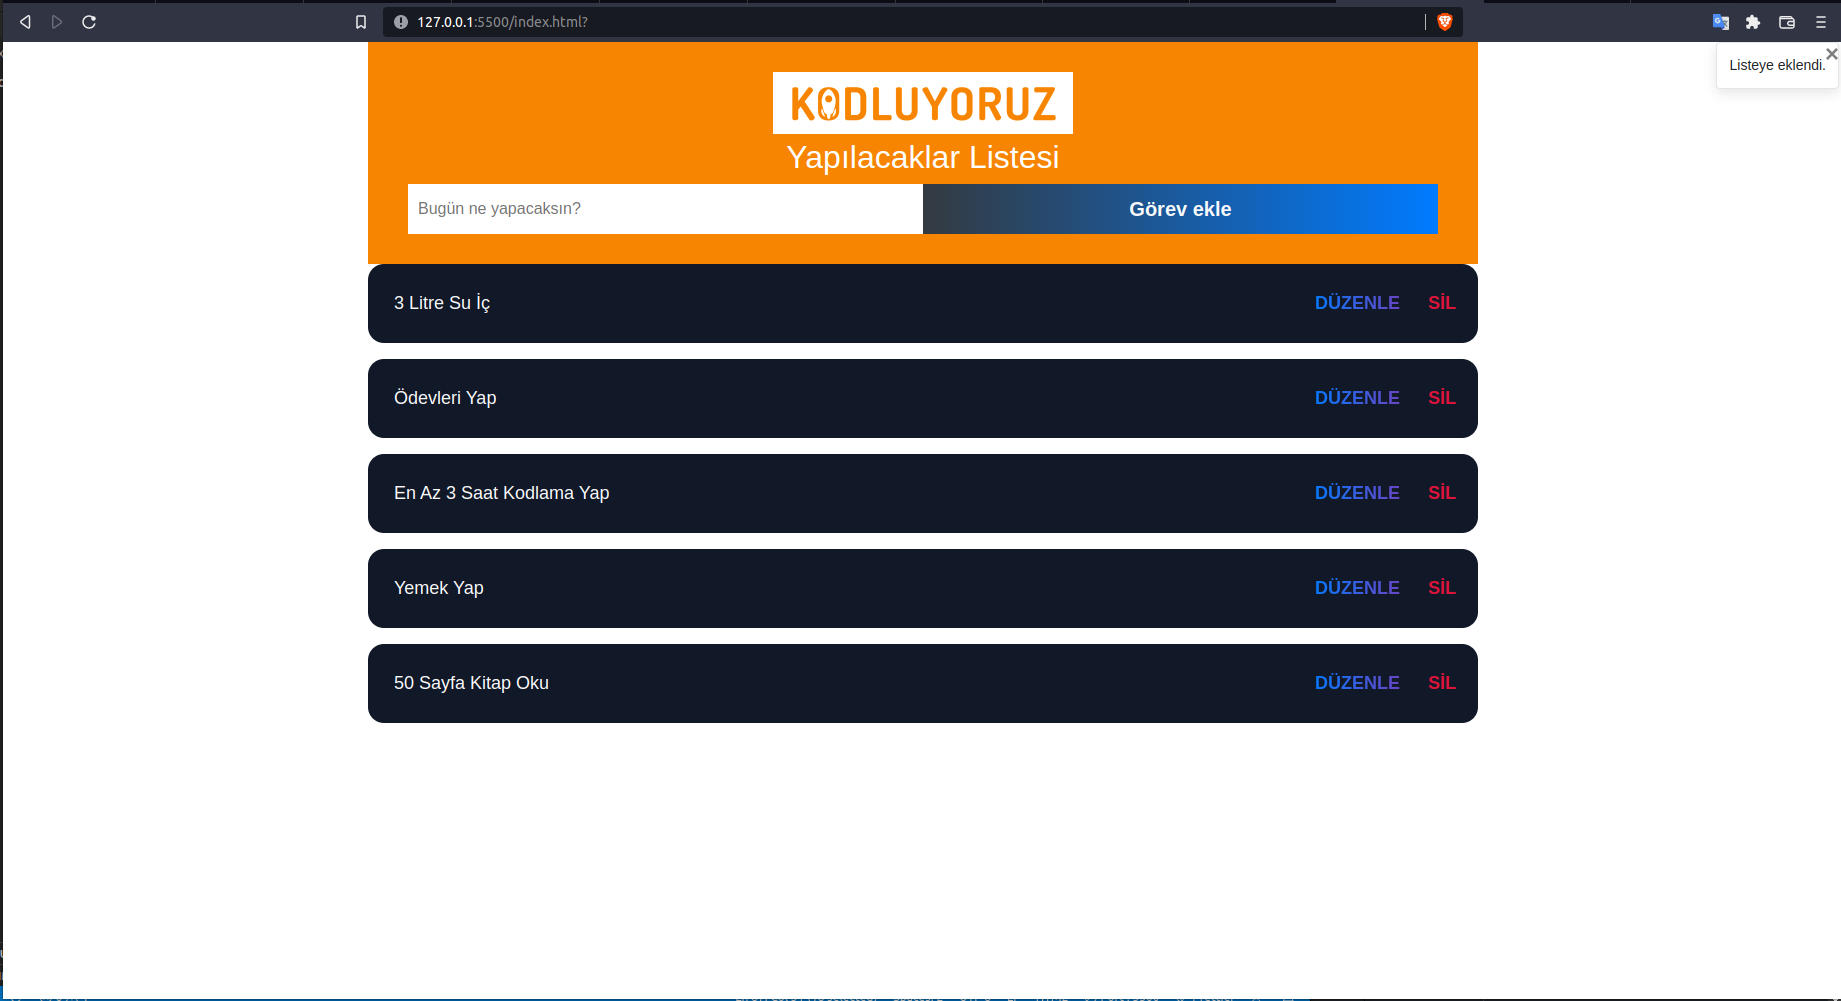 127.0.0.1:5500/index.html?
Listeye eklendi.
KODLUYORUZ
Yapılacaklar Listesi
Bugün ne yapacaksın? Görev ekle
3 Litre Su İç DÜZENLE SİL
Ödevleri Yap DÜZENLE SİL
En Az 3 Saat Kodlama Yap DÜZENLE SİL
Yemek Yap DÜZENLE SİL
50 Sayfa Kitap Oku DÜZENLE SİL